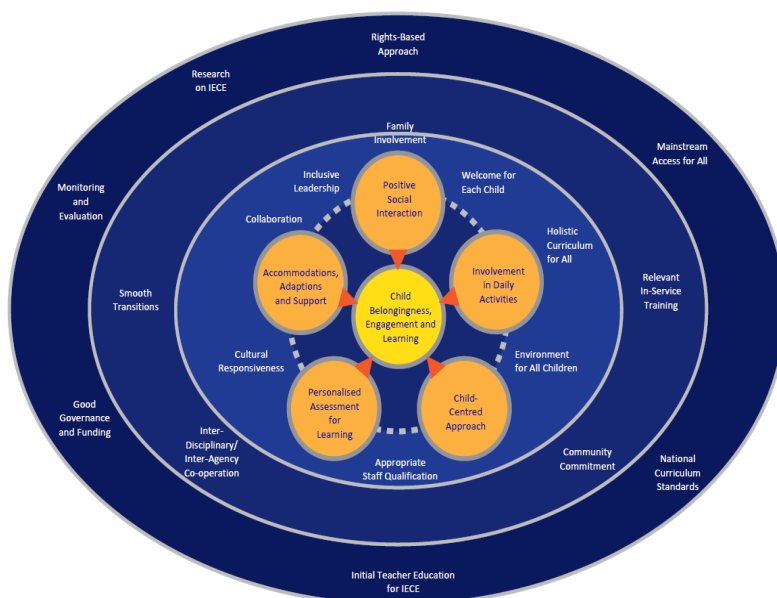 Rights-Based
Approach
Research
on IECE
Family
Involvement
Mainstream
Access for All
Monitoring
and
Evaluation
Inclusive
Leadership
Positive
Social
Interaction
Welcome for
Each Child
Collaboration
Holistic
Curriculum
for All
Accommodations,
Adaptions
and Support
Involvement
in Daily
Activities
Smooth
Transitions
Child
Belongingness,
Engagement and
Learning
Relevant
In-Service
Training
Cultural
Responsiveness
Environment
for All Children
Personalised
Assessment
for
Learning
Child-
Centred
Approach
Good
Governance
and Funding
Inter-
Disciplinary/
Inter-Agency
Co-operation
Appropriate
Staff Qualification
Community
Commitment
National
Curriculum
Standards
Initial Teacher Education
for IECE